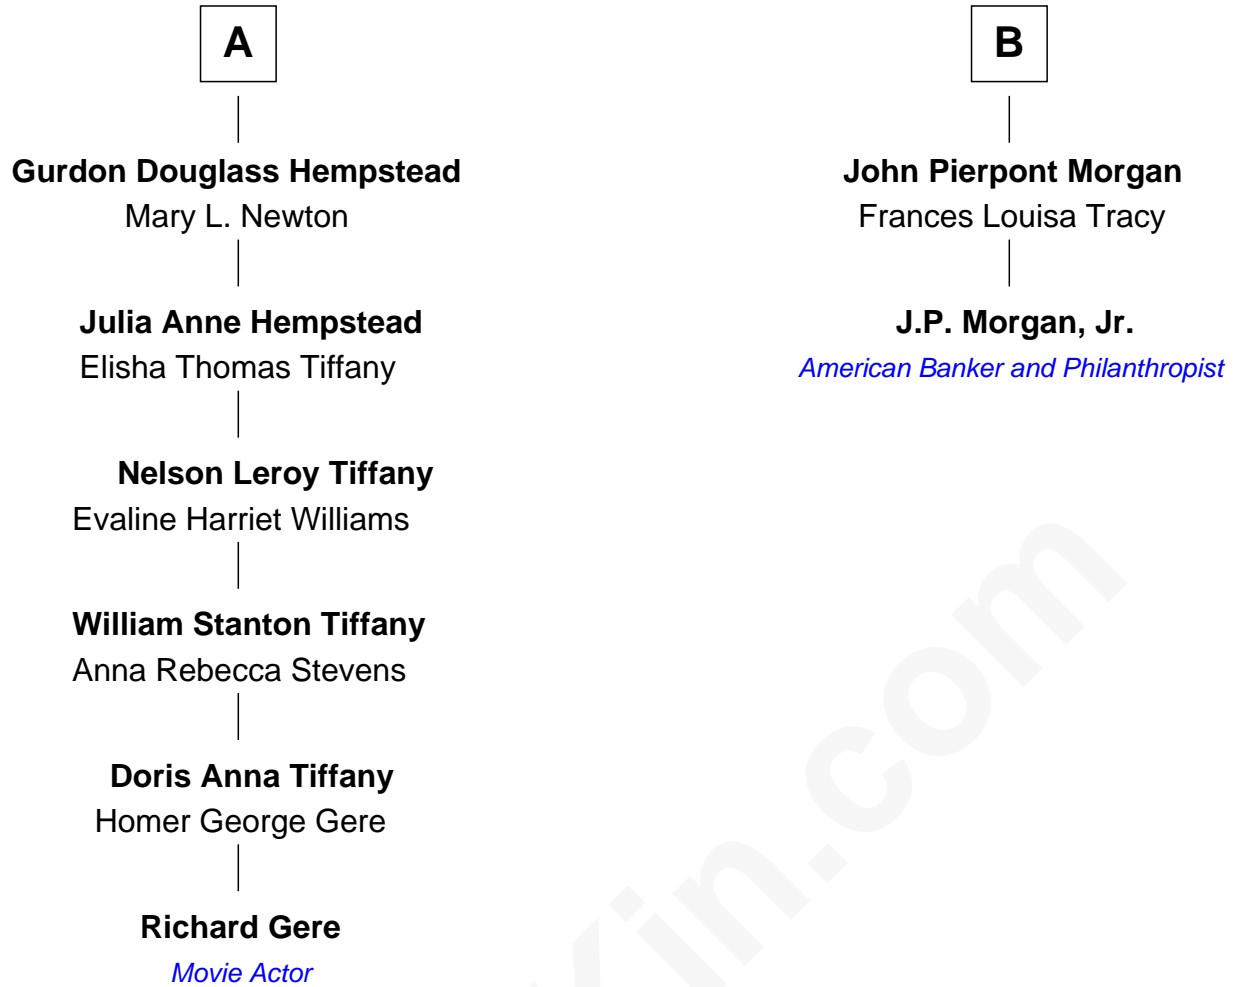 A
Gurdon Douglass Hempstead
Mary L. Newton
Julia Anne Hempstead
Elisha Thomas Tiffany
Nelson Leroy Tiffany
Evaline Harriet Williams
William Stanton Tiffany
Anna Rebecca Stevens
Doris Anna Tiffany
Homer George Gere
Richard Gere
Movie Actor
B
John Pierpont Morgan
Frances Louisa Tracy
J.P. Morgan, Jr.
American Banker and Philanthropist
Kin.com